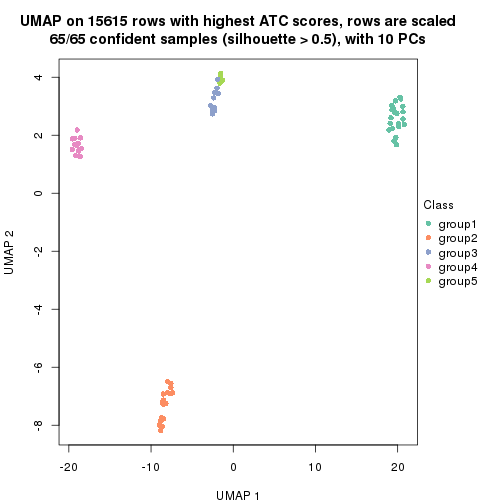 UMAP on 15615 rows with highest ATC scores, rows are scaled
65/65 confident samples (silhouette > 0.5), with 10 PCs
4
2
0
-2
-4
-6
-8
UMAP 2
-20
-10
0
10
20
UMAP 1
Class
group1
group2
group3
group4
group5